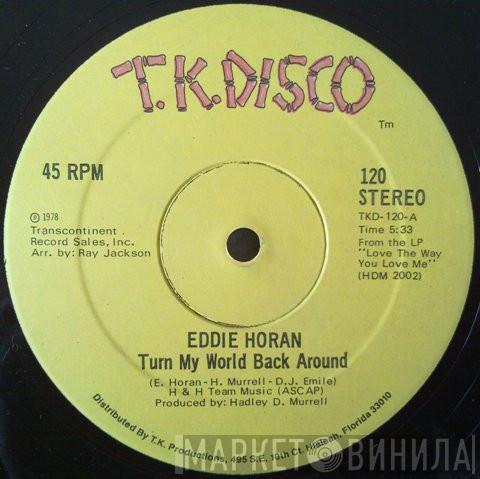 T.K.DISCO
Tm
45 RPM
℗ 1978
Transcontinent .
Record Sales, Inc.
Arr. by: Ray Jackson
120
STEREO
TKD-120-A
Time 5:33
From the LP
"Love The Way
You Love Me"
(HDM 2002)
EDDIE HORAN
Turn My World Back Around
(E. Horan- H. Murrell- D.J. Emile)
H & H Team Music (ASCAP)
Produced by: Hadley D. Murrell
Distributed By T.K. Productions, 495 S.E. 10th Ct. Hialeah, Florida 33010
МАРКЕТ ВИНИЛА